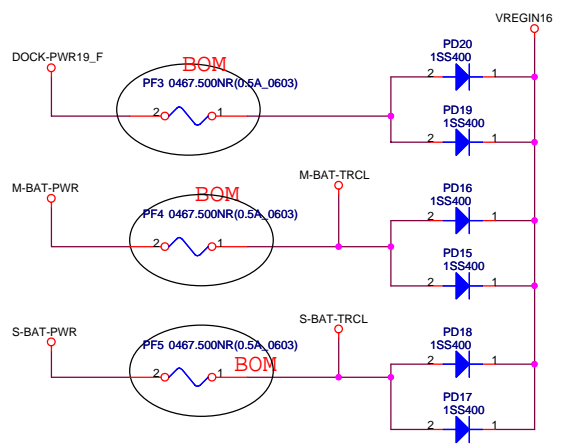 VREGIN16
DOCK-PWR19_F
BOM
PF3 0467.500NR(0.5A_0603)
2 1
PD20
1SS400
2 1
PD19
1SS400
2 1
M-BAT-PWR
M-BAT-TRCL
BOM
PF4 0467.500NR(0.5A_0603)
2 1
PD16
1SS400
2 1
PD15
1SS400
2 1
S-BAT-PWR
S-BAT-TRCL
PF5 0467.500NR(0.5A_0603)
BOM
2 1
PD18
1SS400
2 1
PD17
1SS400
2 1